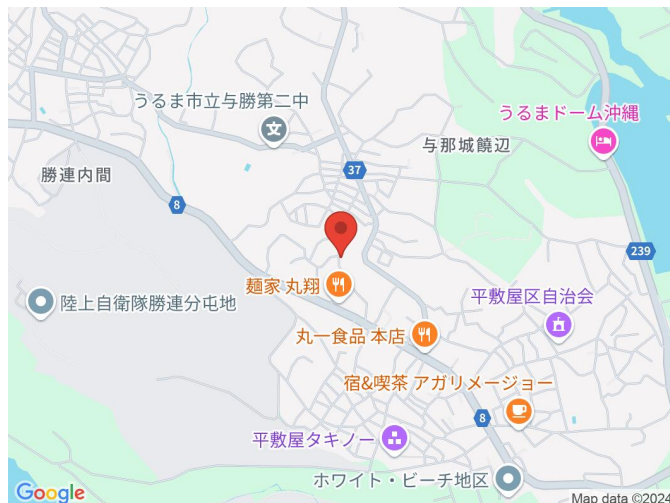 うるま市立与勝第二中
うるまドーム沖縄
与那城饒辺
勝連内間
37
8
239
麺家 丸翔
陸上自衛隊勝連分屯地
平敷屋区自治会
丸一食品 本店
宿&喫茶 アガリメージョー
8
平敷屋タキノー
ホワイト・ビーチ地区
Google
Map data ©2024